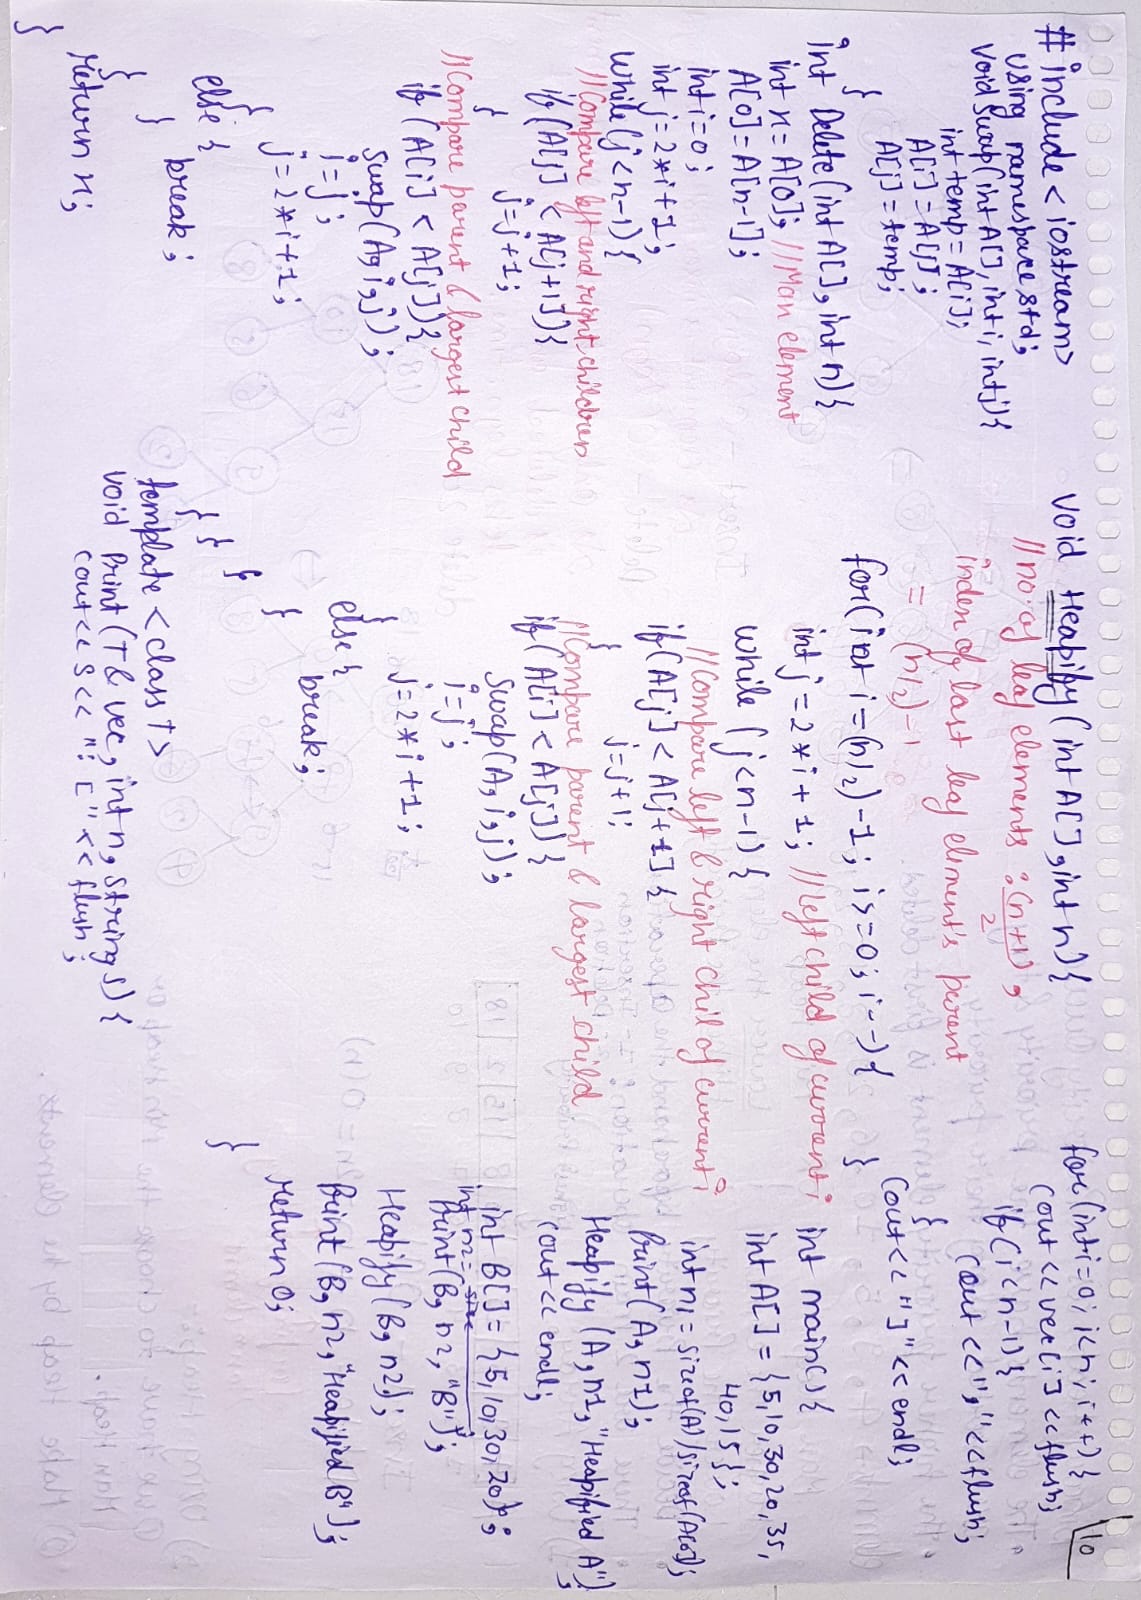 # include < iostream>
using namespace std;
Void Swap(int A[], int i, int j){
int temp = A[i];
A[i] = A[j];
A[j] = temp;
}
int Delete (int A[], int n){
int x = A[0]; //Max element
A[0]=A[n-1];
int i=0;
int j=2*i+1;
while (j<n-1){
//Compare left and right children
if (A[j] < A[j+1]){
j=j+1;
}
//Compare parent & largest child
if (A[i] < A[j]){
swap(A, i, j);
i=j;
j=2*i+1;
}
else {
break;
}
}
return x;
}
void Heapify (int A[], int n){
//no. of leaf elements : (n+1)/2,
index of last leaf element's parent
= (n/2)-1
for(int i=(n/2)-1; i>=0; i--){
int j = 2*i+1; //left child of current i
while (j<n-1){
//Compare left & right chil of current i
if(A[j] < A[j+1] {
j=j+1;
}
//Compare parent & largest child
if( A[i] < A[j]){
swap(A, i, j);
i=j;
j=2*i+1;
}
else {
break;
}
}
}
}
template <class T>
void Print (T& vec, int n, string s){
cout<< s << ": [" << flush;
10
for(int i=0; i<n; i++){
cout << vec[i] << flush;
if(i<n-1){
cout <<", "<<flush;
}
cout<< "]"<< endl;
}
int main(){
int A[] = {5,10,30,20,35,
40,15};
int n1 = sizeof(A)/sizeof(A[0]);
Print(A, n1);
Heapify (A, n1, "Heapified A");
cout<< endl;
int B[] = {5, 10, 30, 20};
int n2=
Print(B, n2, "B");
Heapify (B, n2);
Print (B, n2, "Heapified B");
return 0;
}